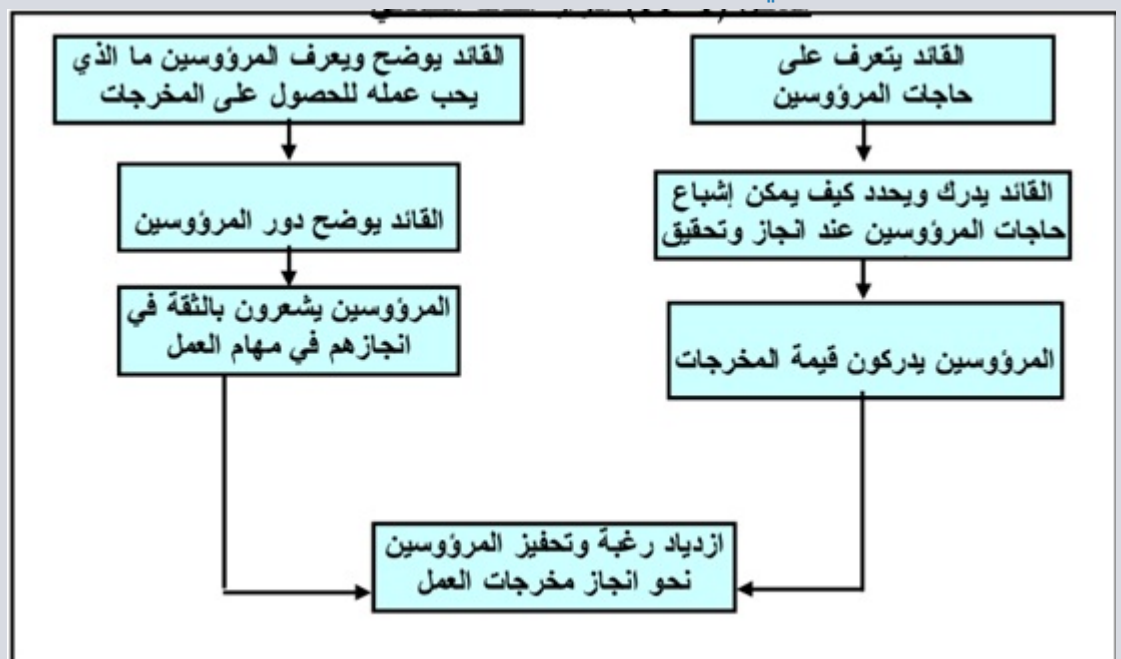 القائد يتعرف على
حاجات المرؤوسين
القائد يدرك ويحدد كيف يمكن إشباع
حاجات المرؤوسين عند انجاز وتحقيق
المرؤوسين يدركون قيمة المخرجات
القائد يوضح ويعرف المرؤوسين ما الذي
يحب عمله للحصول على المخرجات
القائد يوضح دور المرؤوسين
المرؤوسين يشعرون بالثقة في
انجازهم في مهام العمل
ازدياد رغبة وتحفيز المرؤوسين
نحو انجاز مخرجات العمل